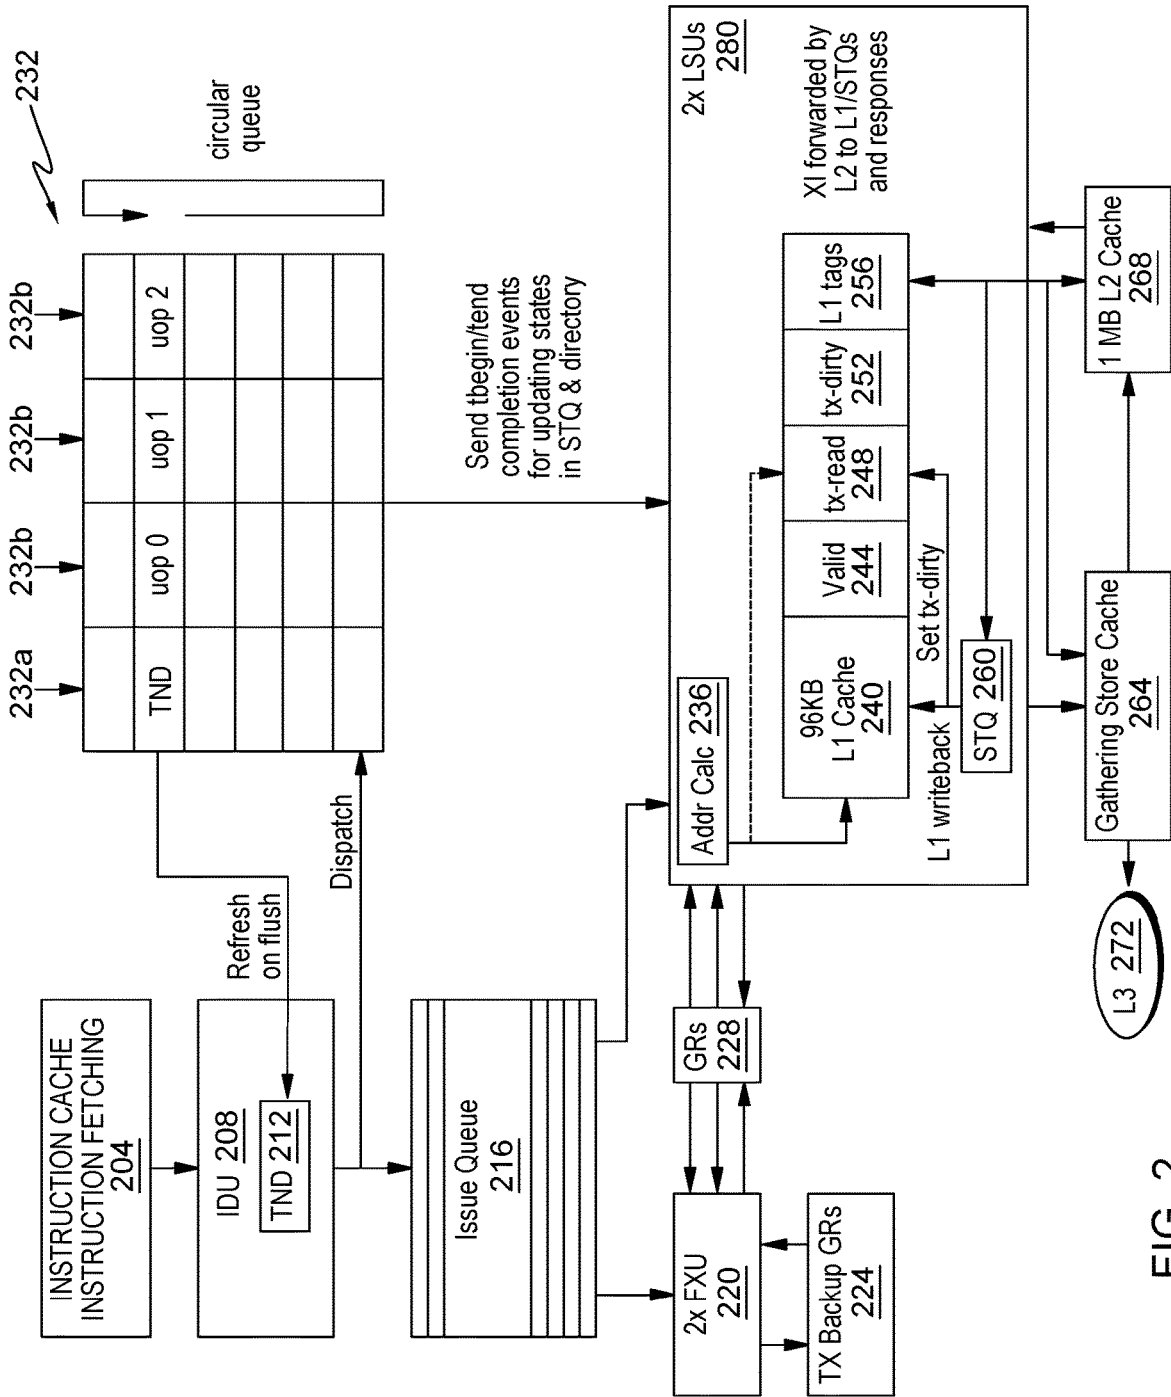 INSTRUCTION CACHE
INSTRUCTION FETCHING
204
IDU 208
TND 212
Refresh
on flush
Dispatch
Issue Queue
216
232
232a
232b
232b
232b
TND
uop 0
uop 1
uop 2
circular
queue
Send tbegin/tend
completion events
for updating states
in STQ & directory
2x FXU
220
TX Backup GRs
224
GRs
228
2x LSUs
280
Addr Calc 236
96KB
L1 Cache
240
Valid
244
tx-read
248
tx-dirty
252
L1 tags
256
XI forwarded by
L2 to L1/STQs
and responses
L1 writeback
Set tx-dirty
STQ 260
L3 272
Gathering Store Cache
264
1 MB L2 Cache
268
FIG. 2